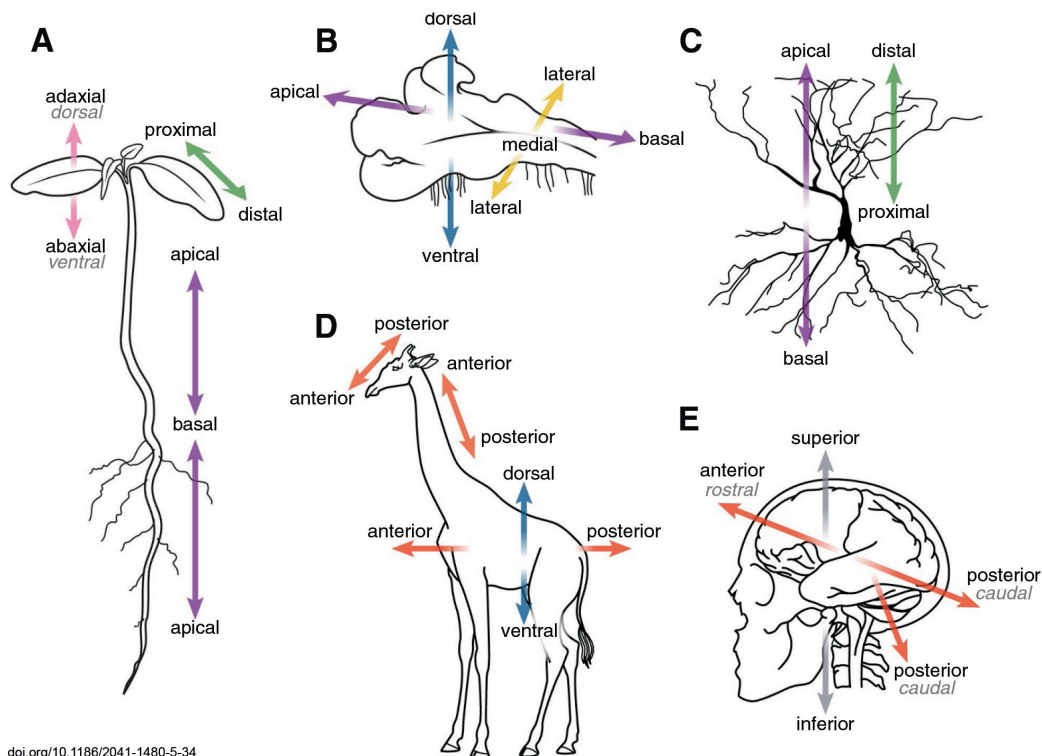 A
adaxial
dorsal
proximal
distal
abaxial
ventral
apical
basal
apical
B
dorsal
lateral
apical
medial
basal
lateral
ventral
C
apical
distal
proximal
basal
D
posterior
anterior
anterior
posterior
dorsal
anterior
posterior
ventral
E
superior
anterior
rostral
posterior
caudal
posterior
caudal
inferior
doi.org/10.1186/2041-1480-5-34